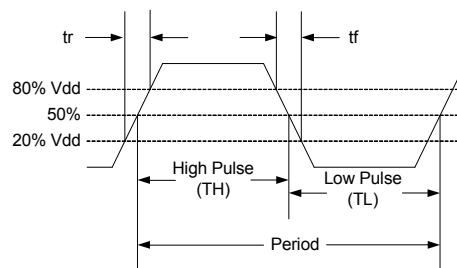 tr
tf
80% Vdd
50%
20% Vdd
High Pulse
(TH)
Low Pulse
(TL)
Period